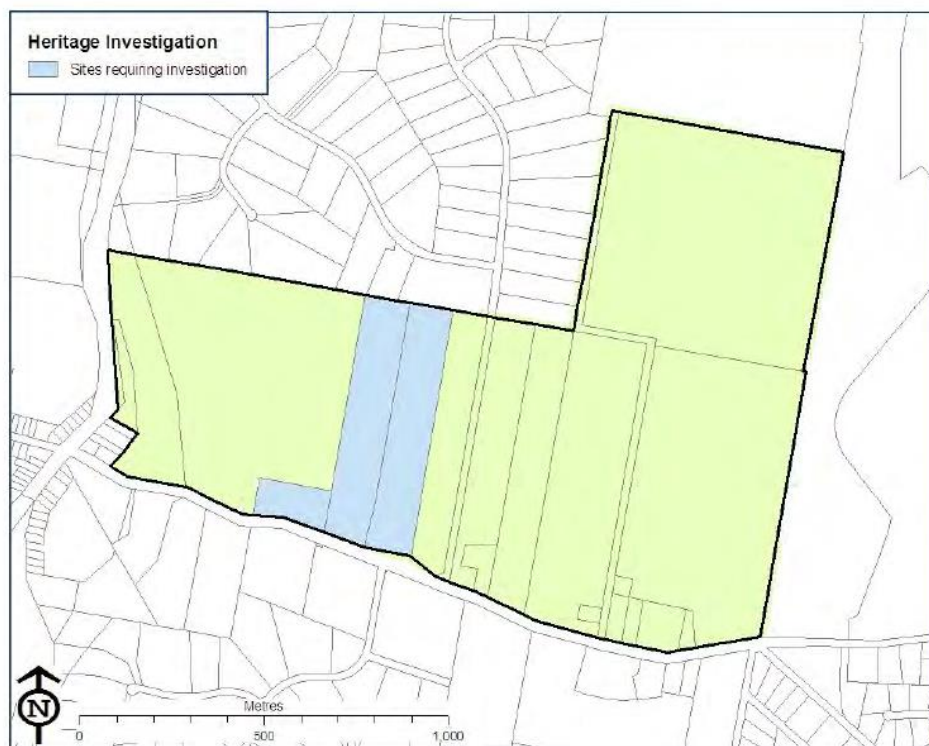 Heritage Investigation
Sites requiring investigation
N
Metres
0 500 1,000